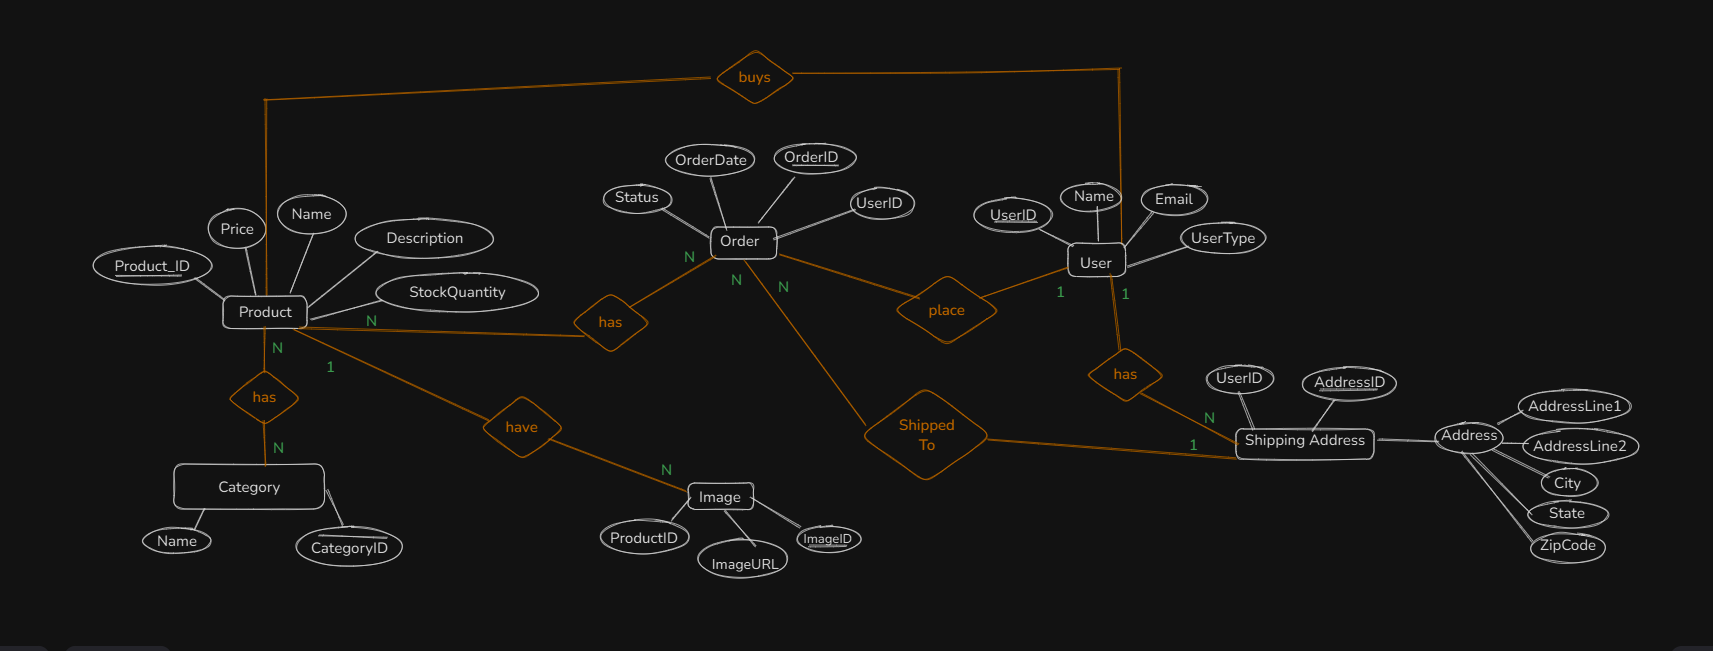 buys
OrderDate
OrderID
Status
UserID
Name
Email
UserID
UserType
Price
Name
Description
Product_ID
StockQuantity
Product
Order
User
N
N
N
N
1
1
has
place
N
1
has
has
have
Shipped
To
UserID
AddressID
N
1
Shipping Address
Address
AddressLine1
AddressLine2
City
State
ZipCode
N
N
Category
Name
CategoryID
Image
ProductID
ImageURL
ImageID